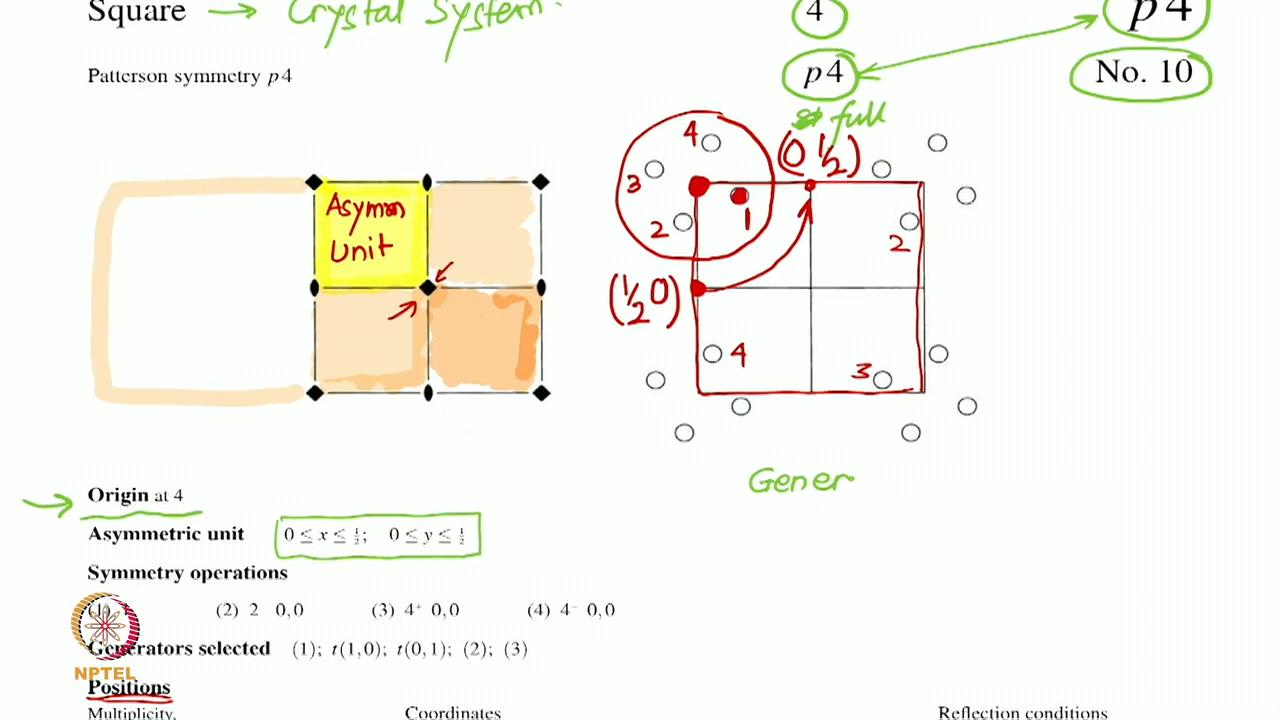 Square → Crystal System.
4
p4
p4
No. 10
Patterson symmetry p4
full
4
(0 1/2)
3
1
2
2
Asymm
Unit
(1/2 0)
4
3
Gener
Origin at 4
Asymmetric unit 0 ≤ x ≤ ½; 0 ≤ y ≤ ½
Symmetry operations
(2) 2 0,0 (3) 4⁺ 0,0 (4) 4⁻ 0,0
Generators selected (1); t(1,0); t(0,1); (2); (3)
NPTEL
Positions
Multiplicity, Coordinates Reflection conditions